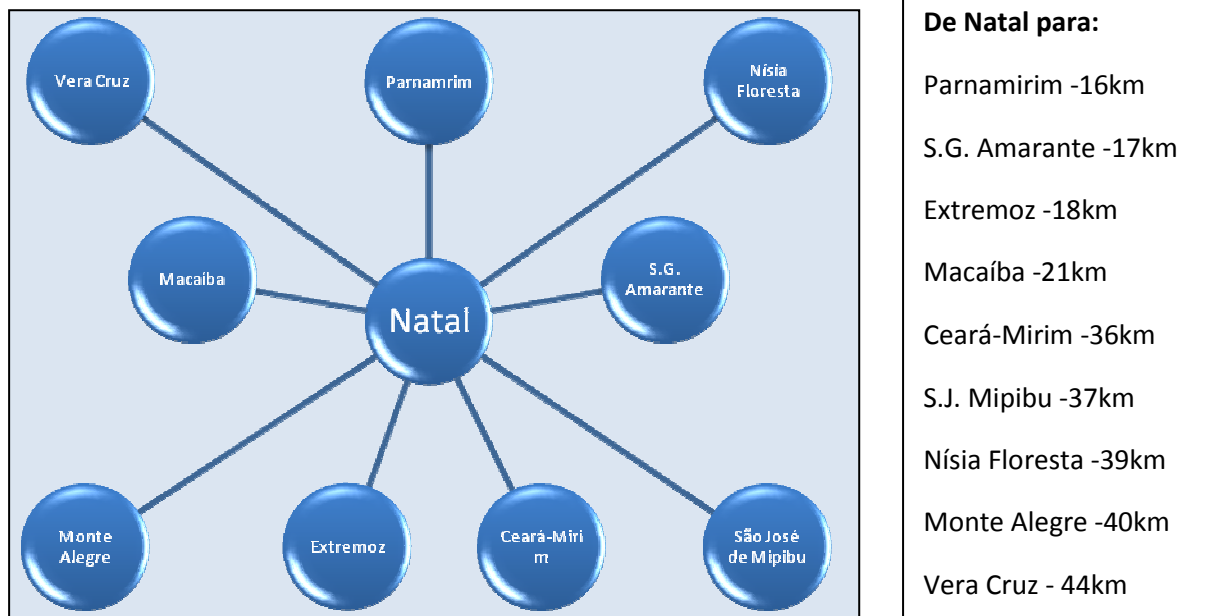 Vera Cruz
Parnamrim
Nísia
Floresta
Macaíba
S.G.
Amarante
Natal
Monte
Alegre
Extremoz
Ceará-Miri
m
São José
de Mipibu
De Natal para:
Parnamirim -16km
S.G. Amarante -17km
Extremoz -18km
Macaíba -21km
Ceará-Mirim -36km
S.J. Mipibu -37km
Nísia Floresta -39km
Monte Alegre -40km
Vera Cruz - 44km